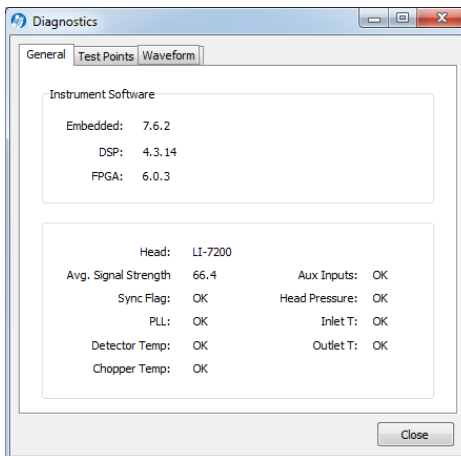 Diagnostics
General Test Points Waveform
Instrument Software
Embedded: 7.6.2
DSP: 4.3.14
FPGA: 6.0.3
Head: LI-7200
Avg. Signal Strength 66.4 Aux Inputs: OK
Sync Flag: OK Head Pressure: OK
PLL: OK Inlet T: OK
Detector Temp: OK Outlet T: OK
Chopper Temp: OK
Close